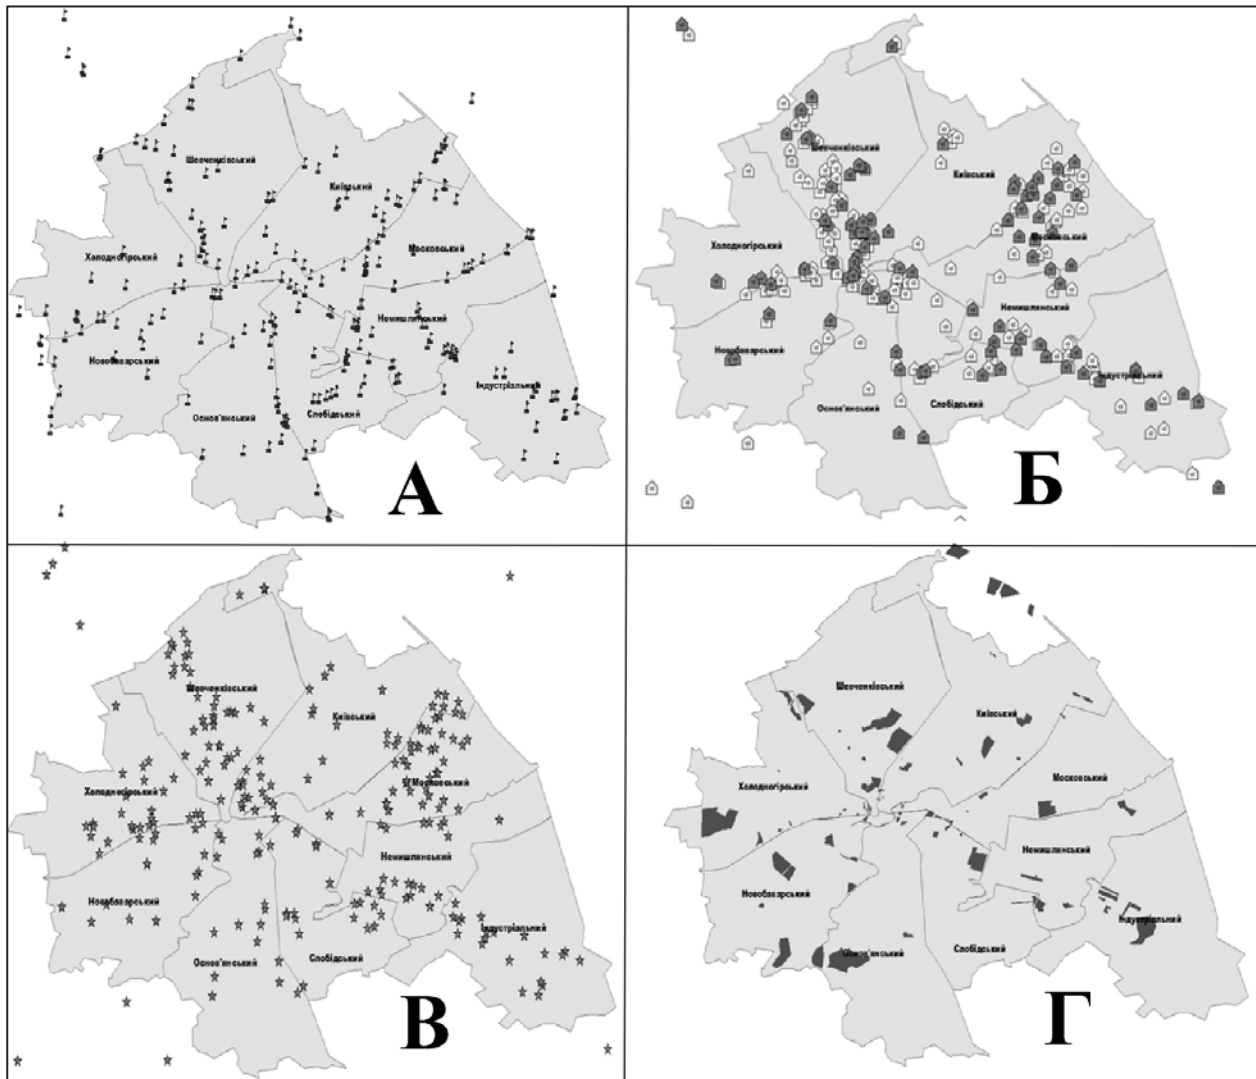 Шевченківський
Київський
Холодногірський
Московський
Немишлянський
Новобаварський
Індустріальний
Основ'янський
Слобідський
А
Шевченківський
Київський
Холодногірський
Московський
Немишлянський
Новобаварський
Індустріальний
Основ'янський
Слобідський
Б
Шевченківський
Київський
Холодногірський
Московський
Немишлянський
Новобаварський
Індустріальний
Основ'янський
Слобідський
В
Шевченківський
Київський
Холодногірський
Московський
Немишлянський
Новобаварський
Індустріальний
Основ'янський
Слобідський
Г